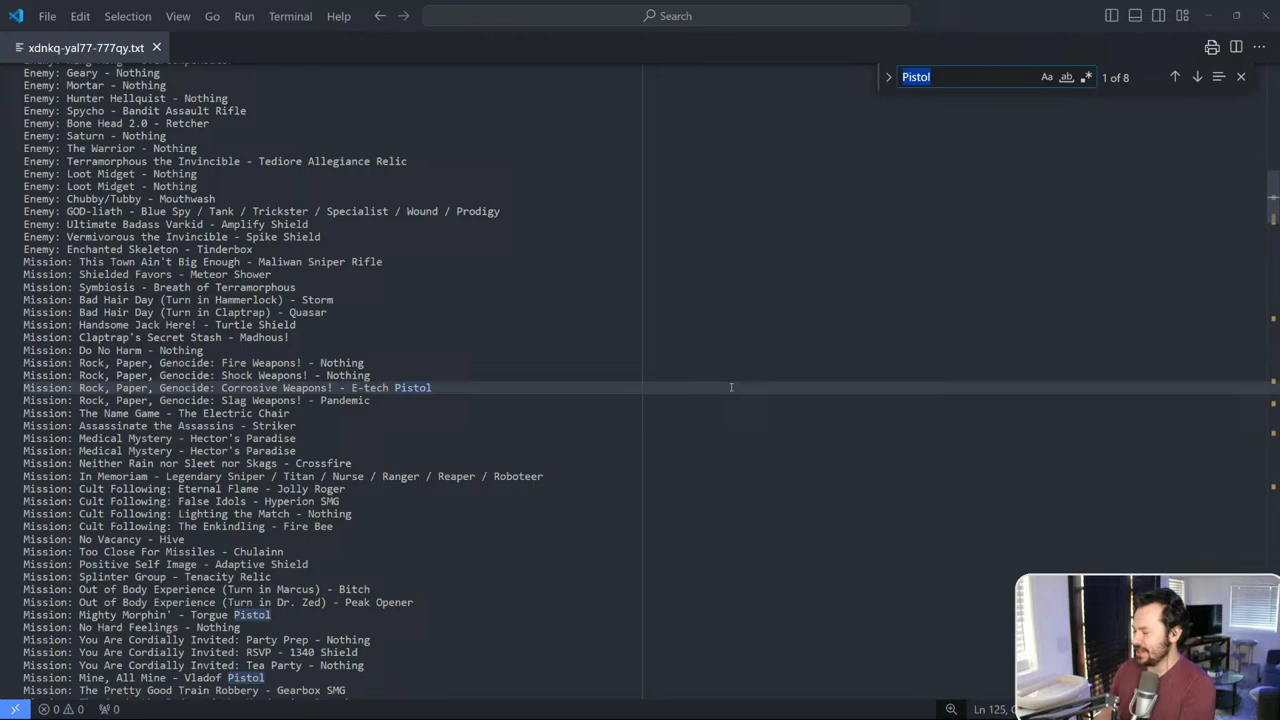 File Edit Selection View Go Run Terminal Help Search
xdnkq-yal77-777qy.txt
Pistol Aa ab 1 of 8
Enemy: Geary - Nothing
Enemy: Mortar - Nothing
Enemy: Hunter Hellquist - Nothing
Enemy: Spycho - Bandit Assault Rifle
Enemy: Bone Head 2.0 - Retcher
Enemy: Saturn - Nothing
Enemy: The Warrior - Nothing
Enemy: Terramorphous the Invincible - Tediore Allegiance Relic
Enemy: Loot Midget - Nothing
Enemy: Loot Midget - Nothing
Enemy: Chubby/Tubby - Mouthwash
Enemy: GOD-liath - Blue Spy / Tank / Trickster / Specialist / Wound / Prodigy
Enemy: Ultimate Badass Varkid - Amplify Shield
Enemy: Vermivorous the Invincible - Spike Shield
Enemy: Enchanted Skeleton - Tinderbox
Mission: This Town Ain't Big Enough - Maliwan Sniper Rifle
Mission: Shielded Favors - Meteor Shower
Mission: Symbiosis - Breath of Terramorphous
Mission: Bad Hair Day (Turn in Hammerlock) - Storm
Mission: Bad Hair Day (Turn in Claptrap) - Quasar
Mission: Handsome Jack Here! - Turtle Shield
Mission: Claptrap's Secret Stash - Madhous!
Mission: Do No Harm - Nothing
Mission: Rock, Paper, Genocide: Fire Weapons! - Nothing
Mission: Rock, Paper, Genocide: Shock Weapons! - Nothing
Mission: Rock, Paper, Genocide: Corrosive Weapons! - E-tech Pistol
Mission: Rock, Paper, Genocide: Slag Weapons! - Pandemic
Mission: The Name Game - The Electric Chair
Mission: Assassinate the Assassins - Striker
Mission: Medical Mystery - Hector's Paradise
Mission: Medical Mystery - Hector's Paradise
Mission: Neither Rain nor Sleet nor Skags - Crossfire
Mission: In Memoriam - Legendary Sniper / Titan / Nurse / Ranger / Reaper / Roboteer
Mission: Cult Following: Eternal Flame - Jolly Roger
Mission: Cult Following: False Idols - Hyperion SMG
Mission: Cult Following: Lighting the Match - Nothing
Mission: Cult Following: The Enkindling - Fire Bee
Mission: No Vacancy - Hive
Mission: Too Close For Missiles - Chulainn
Mission: Positive Self Image - Adaptive Shield
Mission: Splinter Group - Tenacity Relic
Mission: Out of Body Experience (Turn in Marcus) - Bitch
Mission: Out of Body Experience (Turn in Dr. Zed) - Peak Opener
Mission: Mighty Morphin' - Torgue Pistol
Mission: No Hard Feelings - Nothing
Mission: You Are Cordially Invited: Party Prep - Nothing
Mission: You Are Cordially Invited: RSVP - 1340 Shield
Mission: You Are Cordially Invited: Tea Party - Nothing
Mission: Mine, All Mine - Vladof Pistol
Mission: The Pretty Good Train Robbery - Gearbox SMG
0 0 0 Ln 125,